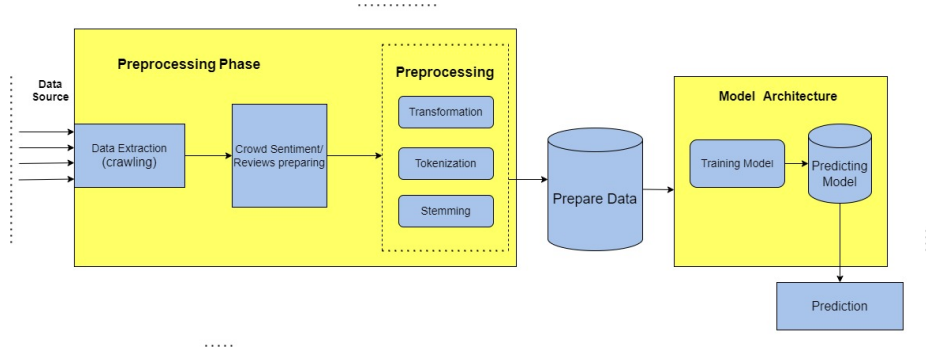 Preprocessing Phase
Data
Source
Data Extraction
(crawling)
Crowd Sentiment/
Reviews preparing
Preprocessing
Transformation
Tokenization
Stemming
Prepare Data
Model Architecture
Training Model
Predicting
Model
Prediction